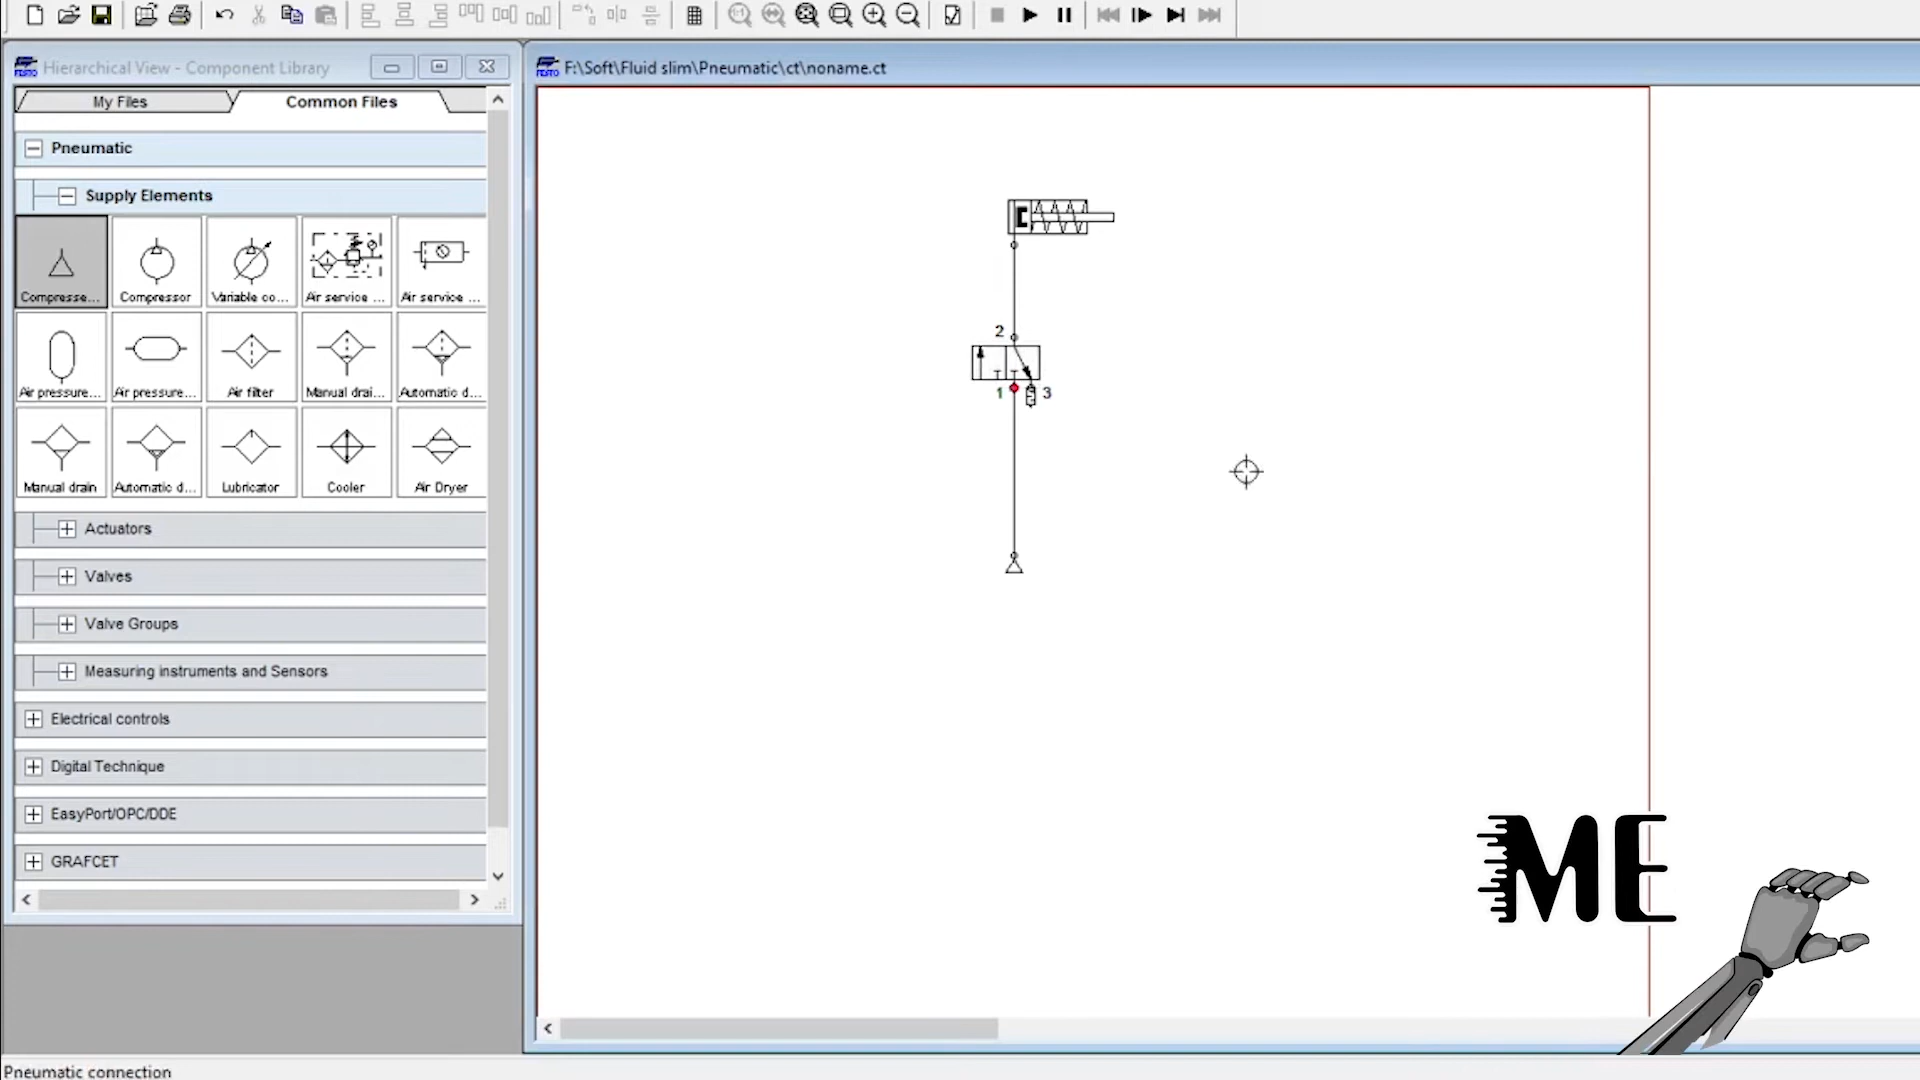 Hierarchical View - Component Library
My Files
Common Files
Pneumatic
Supply Elements
Compresse...
Compressor
Variable co...
Air service ...
Air service ...
Air pressure...
Air pressure...
Air filter
Manual drai...
Automatic d...
Manual drain
Automatic d...
Lubricator
Cooler
Air Dryer
Actuators
Valves
Valve Groups
Measuring instruments and Sensors
Electrical controls
Digital Technique
EasyPort/OPC/DDE
GRAFCET
FESTO
F:\Soft\Fluid slim\Pneumatic\ct\noname.ct
2
1
3
ME
Pneumatic connection